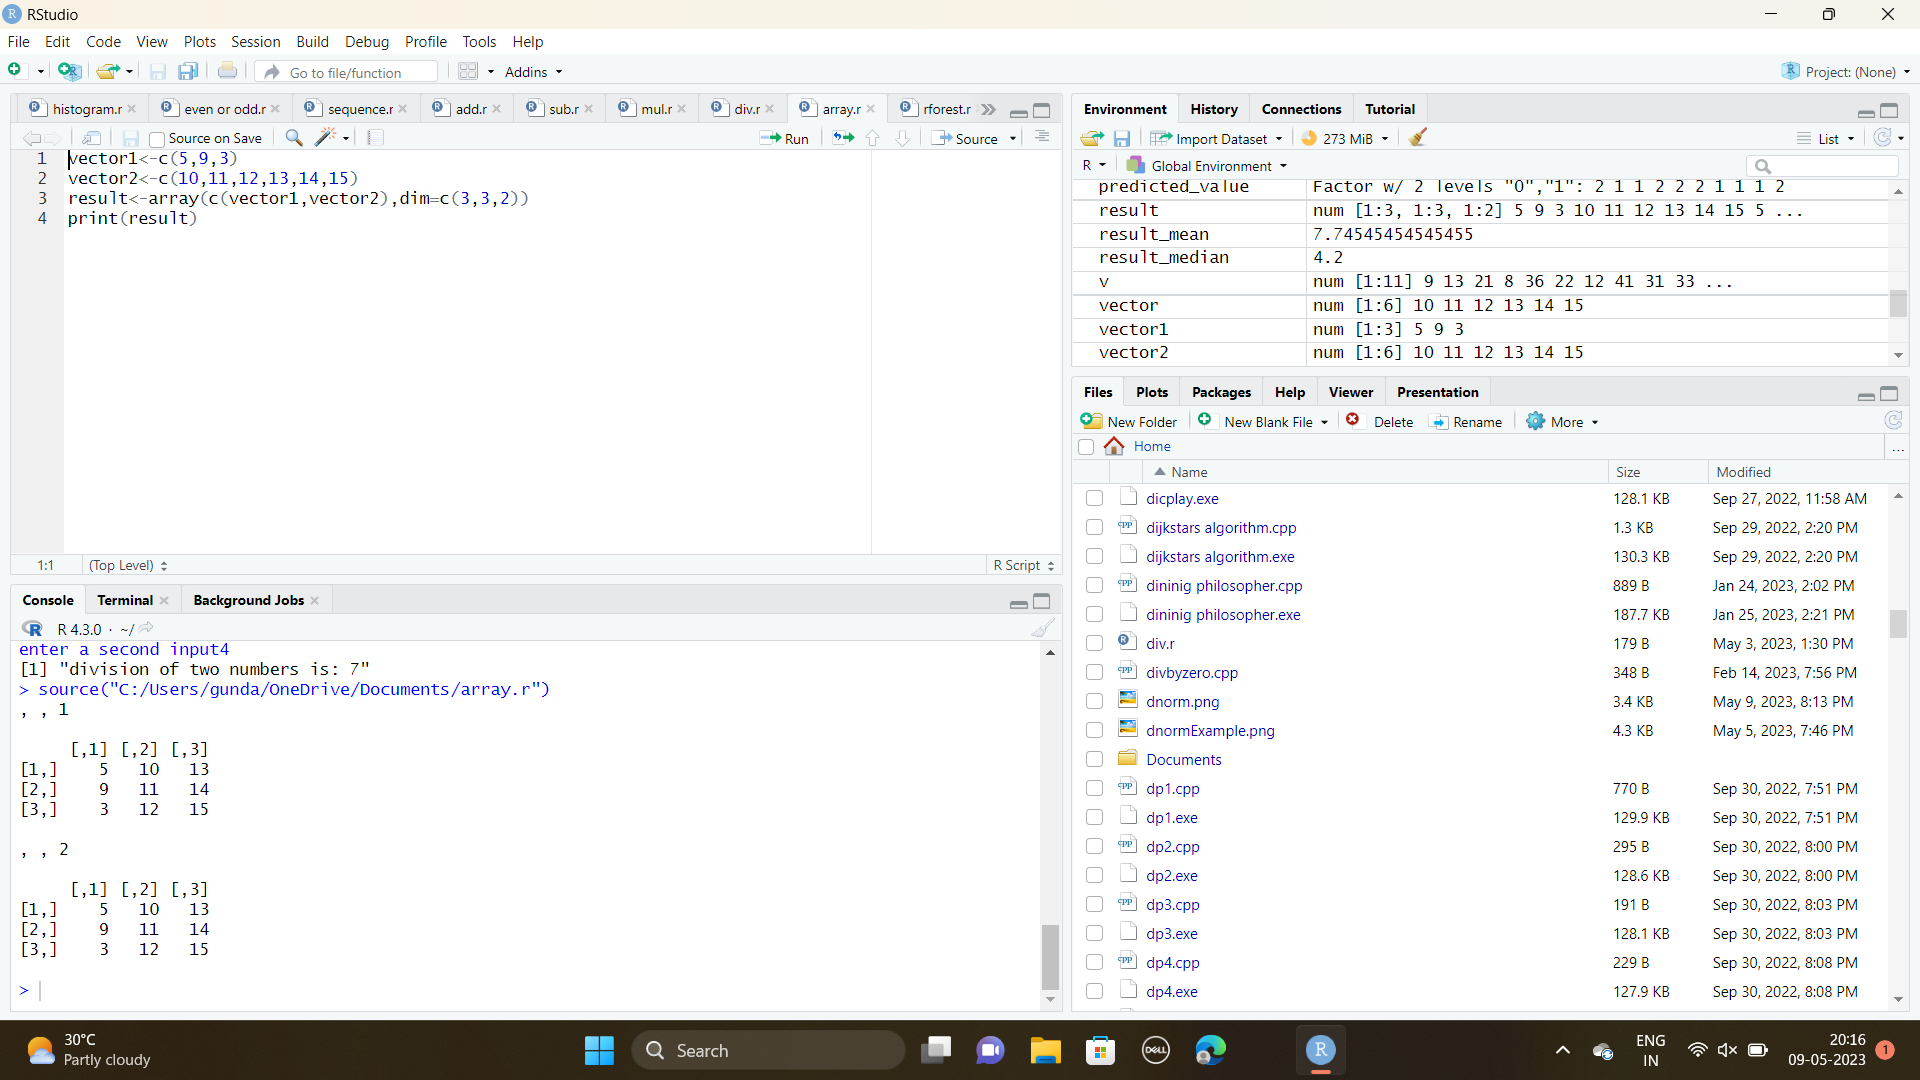 RStudio
File Edit Code View Plots Session Build Debug Profile Tools Help
Go to file/function Addins Project: (None)
histogram.r even or odd.r sequence.r add.r sub.r mul.r div.r array.r rforest.r
Source on Save Run Source
1 vector1<-c(5,9,3)
2 vector2<-c(10,11,12,13,14,15)
3 result<-array(c(vector1,vector2),dim=c(3,3,2))
4 print(result)
1:1 (Top Level) R Script
Console Terminal Background Jobs
R 4.3.0 · ~/
enter a second input4
[1] "division of two numbers is: 7"
> source("C:/Users/gunda/OneDrive/Documents/array.r")
, , 1
[,1] [,2] [,3]
[1,] 5 10 13
[2,] 9 11 14
[3,] 3 12 15
, , 2
[,1] [,2] [,3]
[1,] 5 10 13
[2,] 9 11 14
[3,] 3 12 15
>
Environment History Connections Tutorial
Import Dataset 273 MiB List
R Global Environment
predicted_value Factor w/ 2 levels "0","1": 2 1 1 2 2 2 1 1 1 2
result num [1:3, 1:3, 1:2] 5 9 3 10 11 12 13 14 15 5 ...
result_mean 7.74545454545455
result_median 4.2
v num [1:11] 9 13 21 8 36 22 12 41 31 33 ...
vector num [1:6] 10 11 12 13 14 15
vector1 num [1:3] 5 9 3
vector2 num [1:6] 10 11 12 13 14 15
Files Plots Packages Help Viewer Presentation
New Folder New Blank File Delete Rename More
Home ...
Name Size Modified
dicplay.exe 128.1 KB Sep 27, 2022, 11:58 AM
dijkstars algorithm.cpp 1.3 KB Sep 29, 2022, 2:20 PM
dijkstars algorithm.exe 130.3 KB Sep 29, 2022, 2:20 PM
dininig philosopher.cpp 889 B Jan 24, 2023, 2:02 PM
dininig philosopher.exe 187.7 KB Jan 25, 2023, 2:21 PM
div.r 179 B May 3, 2023, 1:30 PM
divbyzero.cpp 348 B Feb 14, 2023, 7:56 PM
dnorm.png 3.4 KB May 9, 2023, 8:13 PM
dnormExample.png 4.3 KB May 5, 2023, 7:46 PM
Documents
dp1.cpp 770 B Sep 30, 2022, 7:51 PM
dp1.exe 129.9 KB Sep 30, 2022, 7:51 PM
dp2.cpp 295 B Sep 30, 2022, 8:00 PM
dp2.exe 128.6 KB Sep 30, 2022, 8:00 PM
dp3.cpp 191 B Sep 30, 2022, 8:03 PM
dp3.exe 128.1 KB Sep 30, 2022, 8:03 PM
dp4.cpp 229 B Sep 30, 2022, 8:08 PM
dp4.exe 127.9 KB Sep 30, 2022, 8:08 PM
30°C
Partly cloudy
Search
DELL
R
ENG
IN
20:16
09-05-2023
1